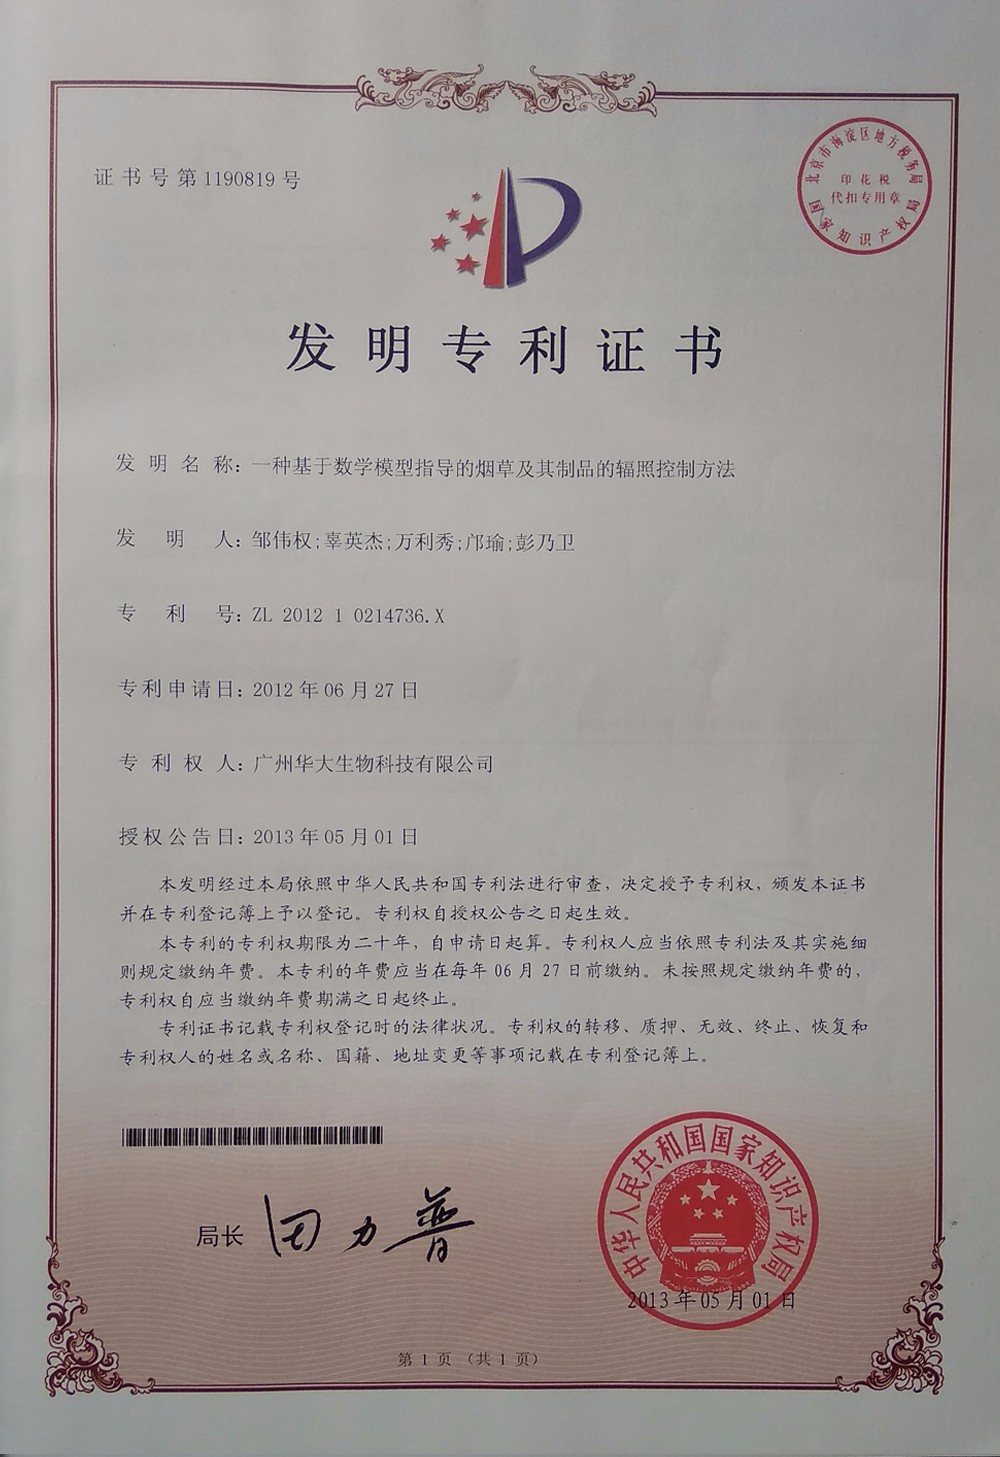 证书号第1190819号
北京市海淀区地方税务局
印花税
代扣专用章
国家知识产权局
发明专利证书
发明名称：一种基于数学模型指导的烟草及其制品的辐照控制方法
发明人：邹伟权;辜英杰;万利秀;邝瑜;彭乃卫
专利号：ZL 2012 1 0214736.X
专利申请日：2012年06月27日
专利权人：广州华大生物科技有限公司
授权公告日：2013年05月01日
本发明经过本局依照中华人民共和国专利法进行审查，决定授予专利权，颁发本证书
并在专利登记簿上予以登记。专利权自授权公告之日起生效。
本专利的专利权期限为二十年，自申请日起算。专利权人应当依照专利法及其实施细
则规定缴纳年费。本专利的年费应当在每年06月27日前缴纳。未按照规定缴纳年费的，
专利权自应当缴纳年费期满之日起终止。
专利证书记载专利权登记时的法律状况。专利权的转移、质押、无效、终止、恢复和
专利权人的姓名或名称、国籍、地址变更等事项记载在专利登记簿上。
局长 田力普
中华人民共和国国家知识产权局
2013年05月01日
第1页（共1页）